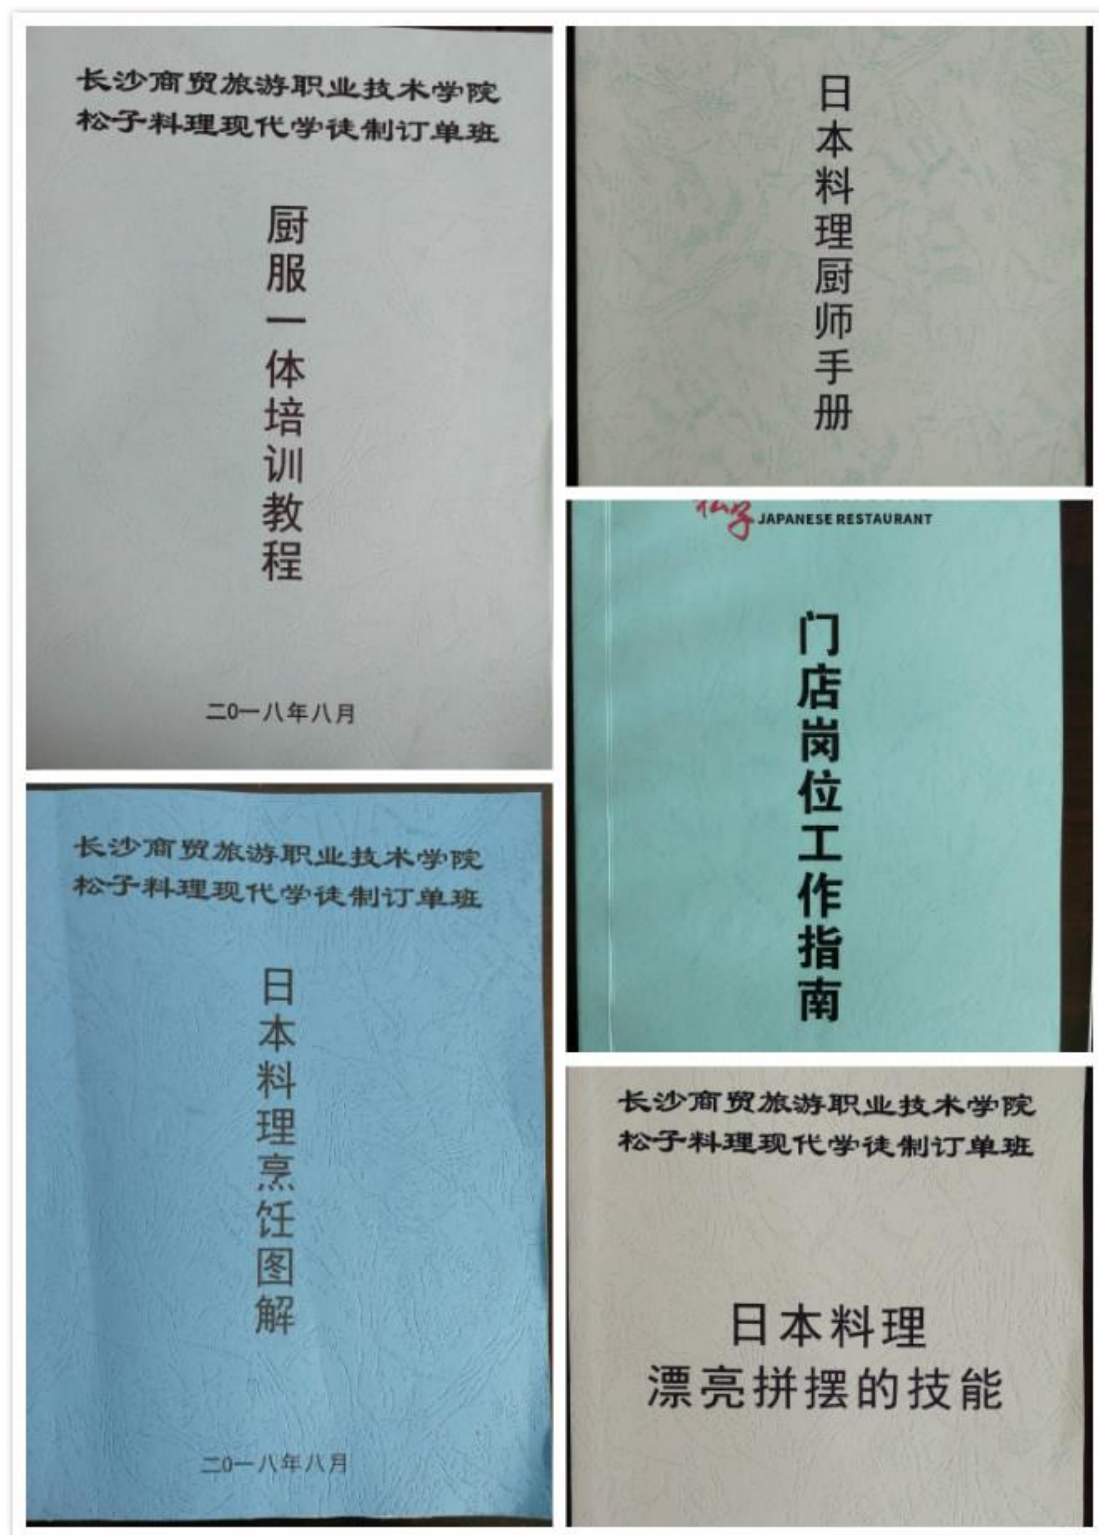 长沙商贸旅游职业技术学院
松子料理现代学徒制订单班
厨服一体培训教程
二0一八年八月
日本料理厨师手册
松子
JAPANESE RESTAURANT
门店岗位工作指南
长沙商贸旅游职业技术学院
松子料理现代学徒制订单班
日本料理烹饪图解
二0一八年八月
长沙商贸旅游职业技术学院
松子料理现代学徒制订单班
日本料理
漂亮拼摆的技能